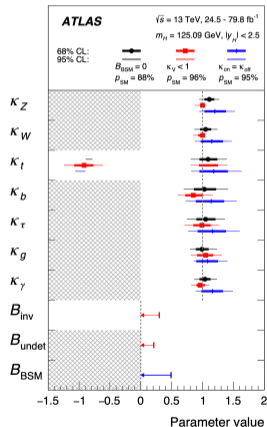 ATLAS
√s = 13 TeV, 24.5 - 79.8 fb⁻¹
m_H = 125.09 GeV, |y_H| < 2.5
68% CL:
95% CL:
B_BSM = 0 κ_V < 1 κ_on = κ_off
p_SM = 88% p_SM = 96% p_SM = 95%
κ_Z
κ_W
κ_t
κ_b
κ_τ
κ_g
κ_γ
B_inv
B_undet
B_BSM
−1.5 −1 −0.5 0 0.5 1 1.5 2
Parameter value